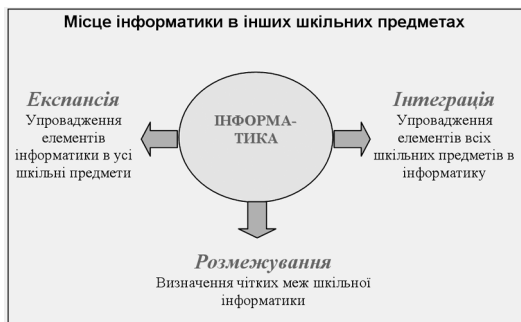 Місце інформатики в інших шкільних предметах
Експансія
Упровадження
елементів
інформатики в усі
шкільні предмети
ІНФОРМА-
ТИКА
Інтеграція
Упровадження
елементів всіх
шкільних предметів в
інформатику
Розмежування
Визначення чітких меж шкільної
інформатики